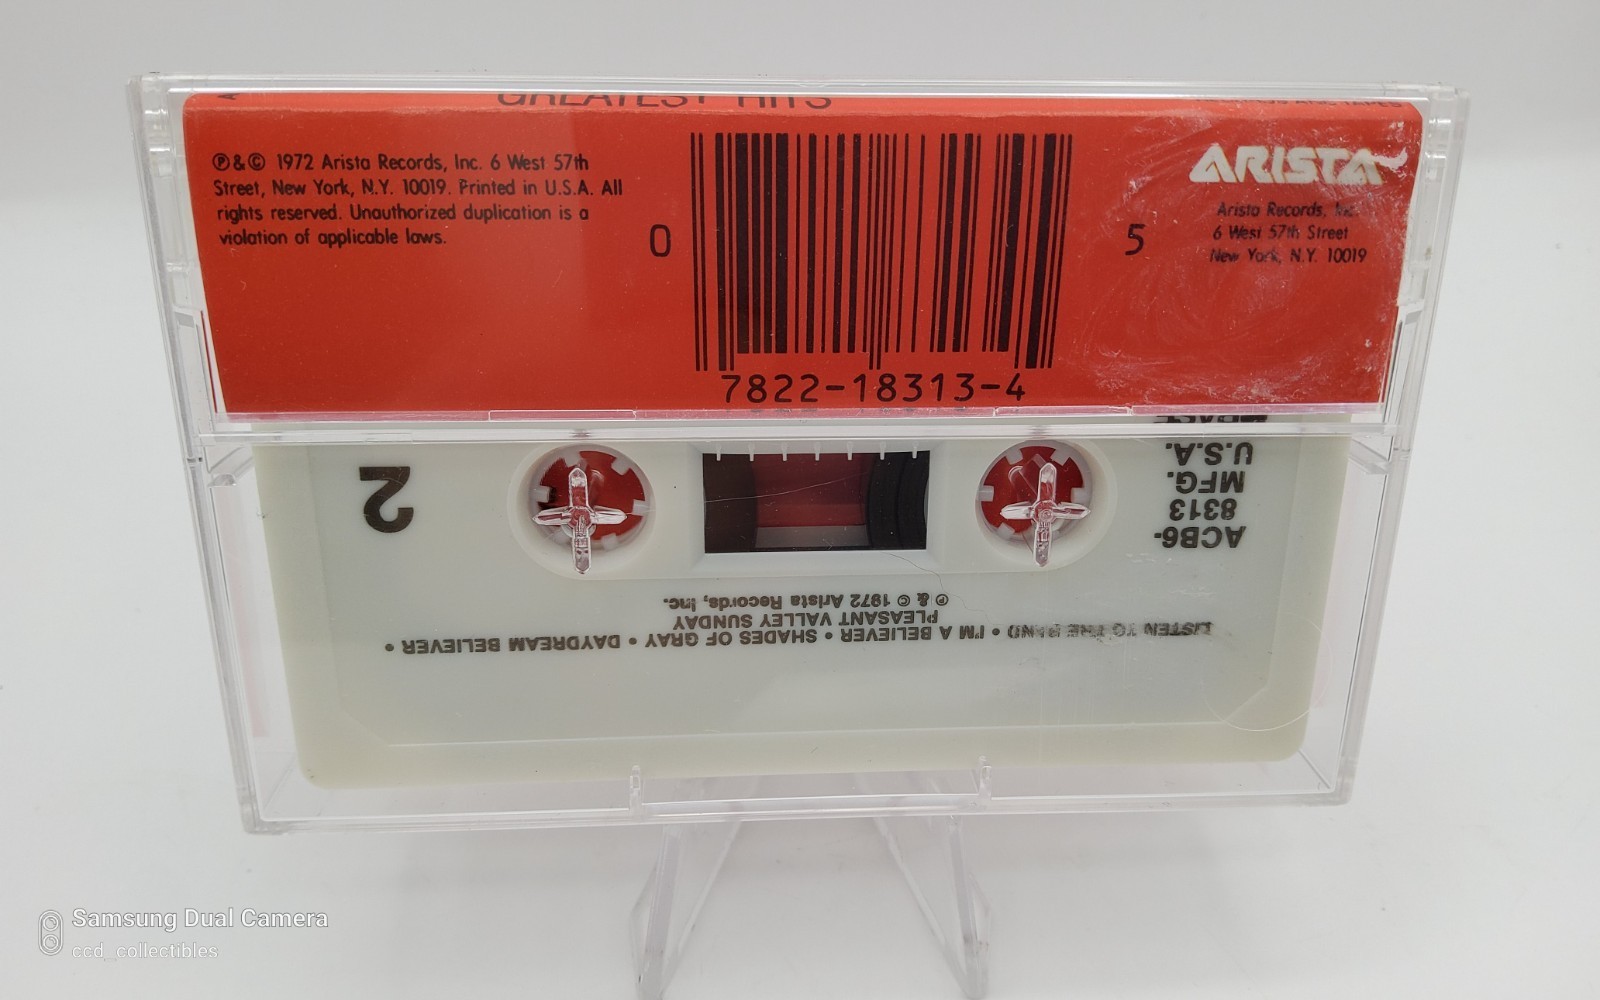 GREATEST HITS
℗&© 1972 Arista Records, Inc. 6 West 57th
Street, New York, N.Y. 10019. Printed in U.S.A. All
rights reserved. Unauthorized duplication is a
violation of applicable laws.
0
5
7822-18313-4
ARISTA
Arista Records, Inc.
6 West 57th Street
New York, N.Y. 10019
2
ACB6-
8313
MFG.
U.S.A.
LISTEN TO THE BAND • I'M A BELIEVER • SHADES OF GRAY • DAYDREAM BELIEVER •
PLEASANT VALLEY SUNDAY
℗ & © 1972 Arista Records, Inc.
Samsung Dual Camera
ccd_collectibles